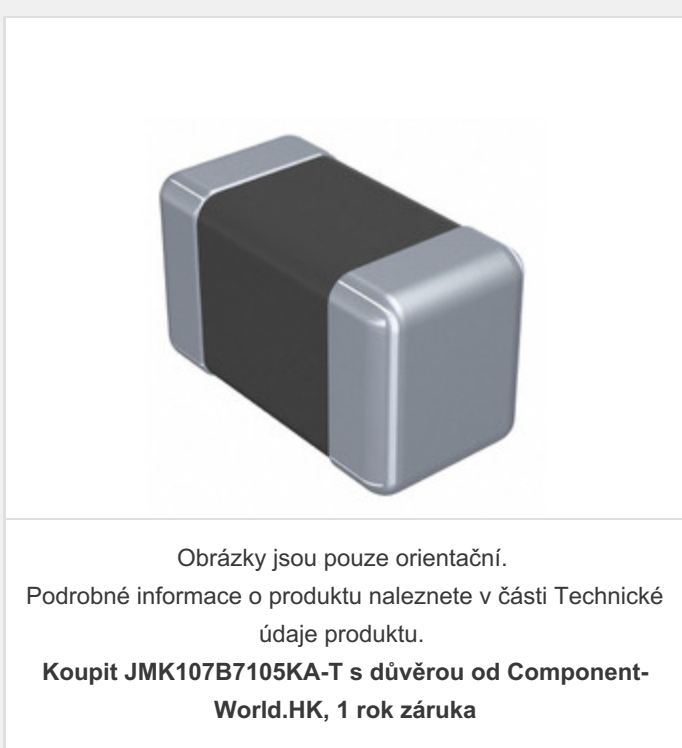 Obrázky jsou pouze orientační.
Podrobné informace o produktu naleznete v části Technické
údaje produktu.
Koupit JMK107B7105KA-T s důvěrou od Component-
World.HK, 1 rok záruka